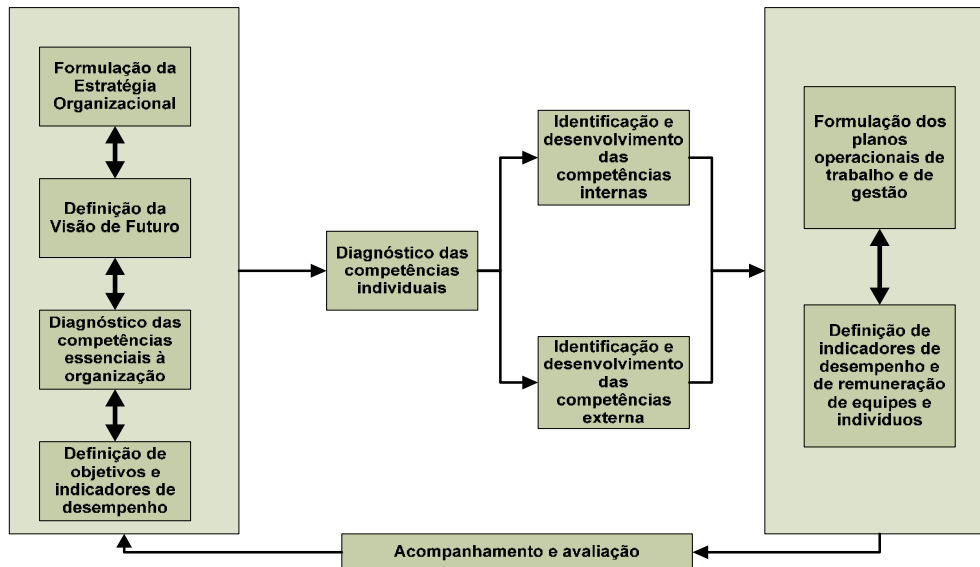 Formulação da
Estratégia
Organizacional
Definição da
Visão de Futuro
Diagnóstico das
competências
essenciais à
organização
Definição de
objetivos e
indicadores de
desempenho
Diagnóstico das
competências
individuais
Identificação e
desenvolvimento
das
competências
internas
Identificação e
desenvolvimento
das
competências
externa
Formulação dos
planos
operacionais de
trabalho e de
gestão
Definição de
indicadores de
desempenho e
de remuneração
de equipes e
indivíduos
Acompanhamento e avaliação